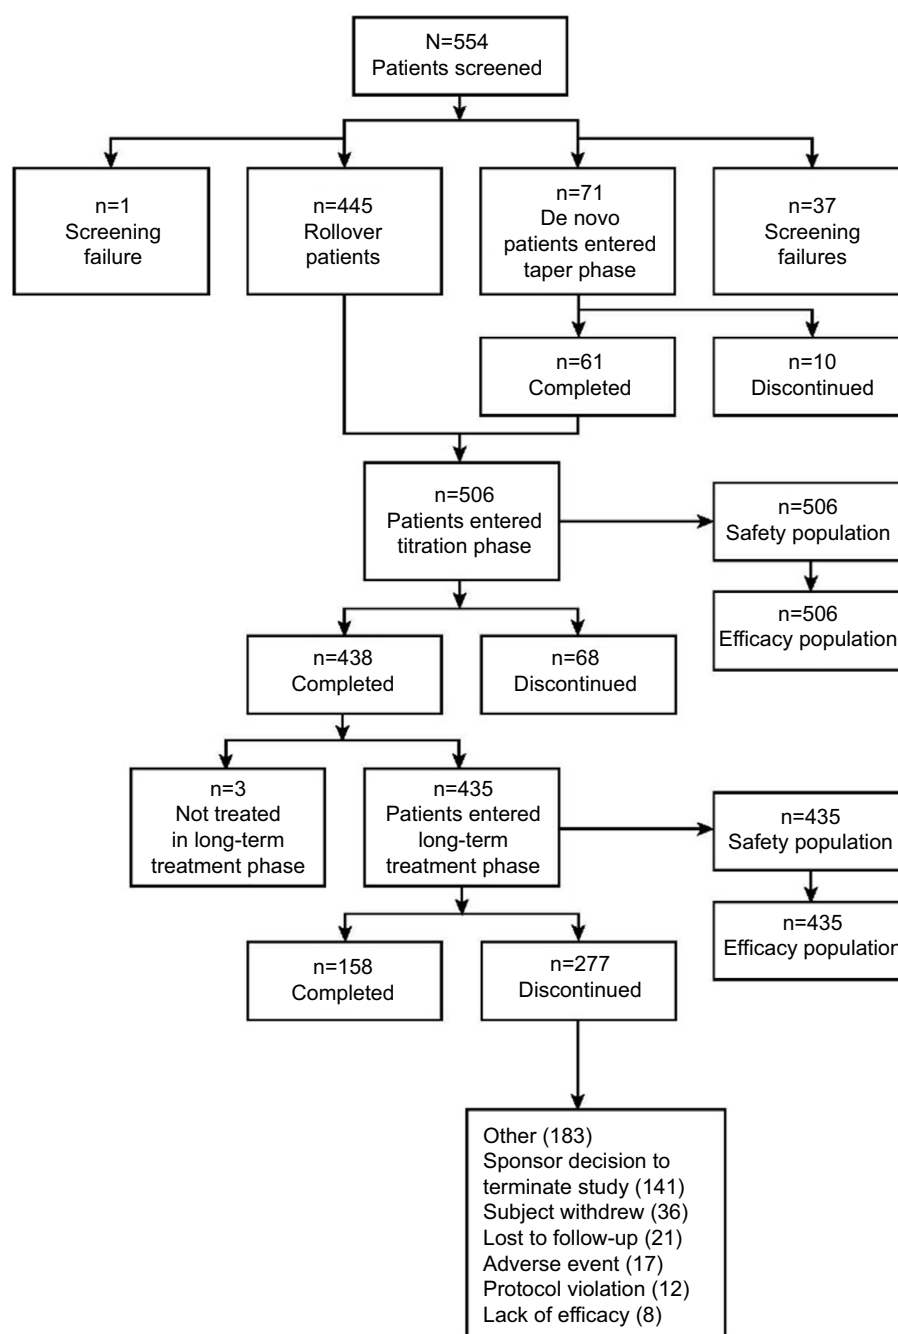 N=554
Patients screened
n=1
Screening
failure
n=445
Rollover
patients
n=71
De novo
patients entered
taper phase
n=37
Screening
failures
n=61
Completed
n=10
Discontinued
n=506
Patients entered
titration phase
n=506
Safety population
n=506
Efficacy population
n=438
Completed
n=68
Discontinued
n=3
Not treated
in long-term
treatment phase
n=435
Patients entered
long-term
treatment phase
n=435
Safety population
n=435
Efficacy population
n=158
Completed
n=277
Discontinued
Other (183)
Sponsor decision to
terminate study (141)
Subject withdrew (36)
Lost to follow-up (21)
Adverse event (17)
Protocol violation (12)
Lack of efficacy (8)